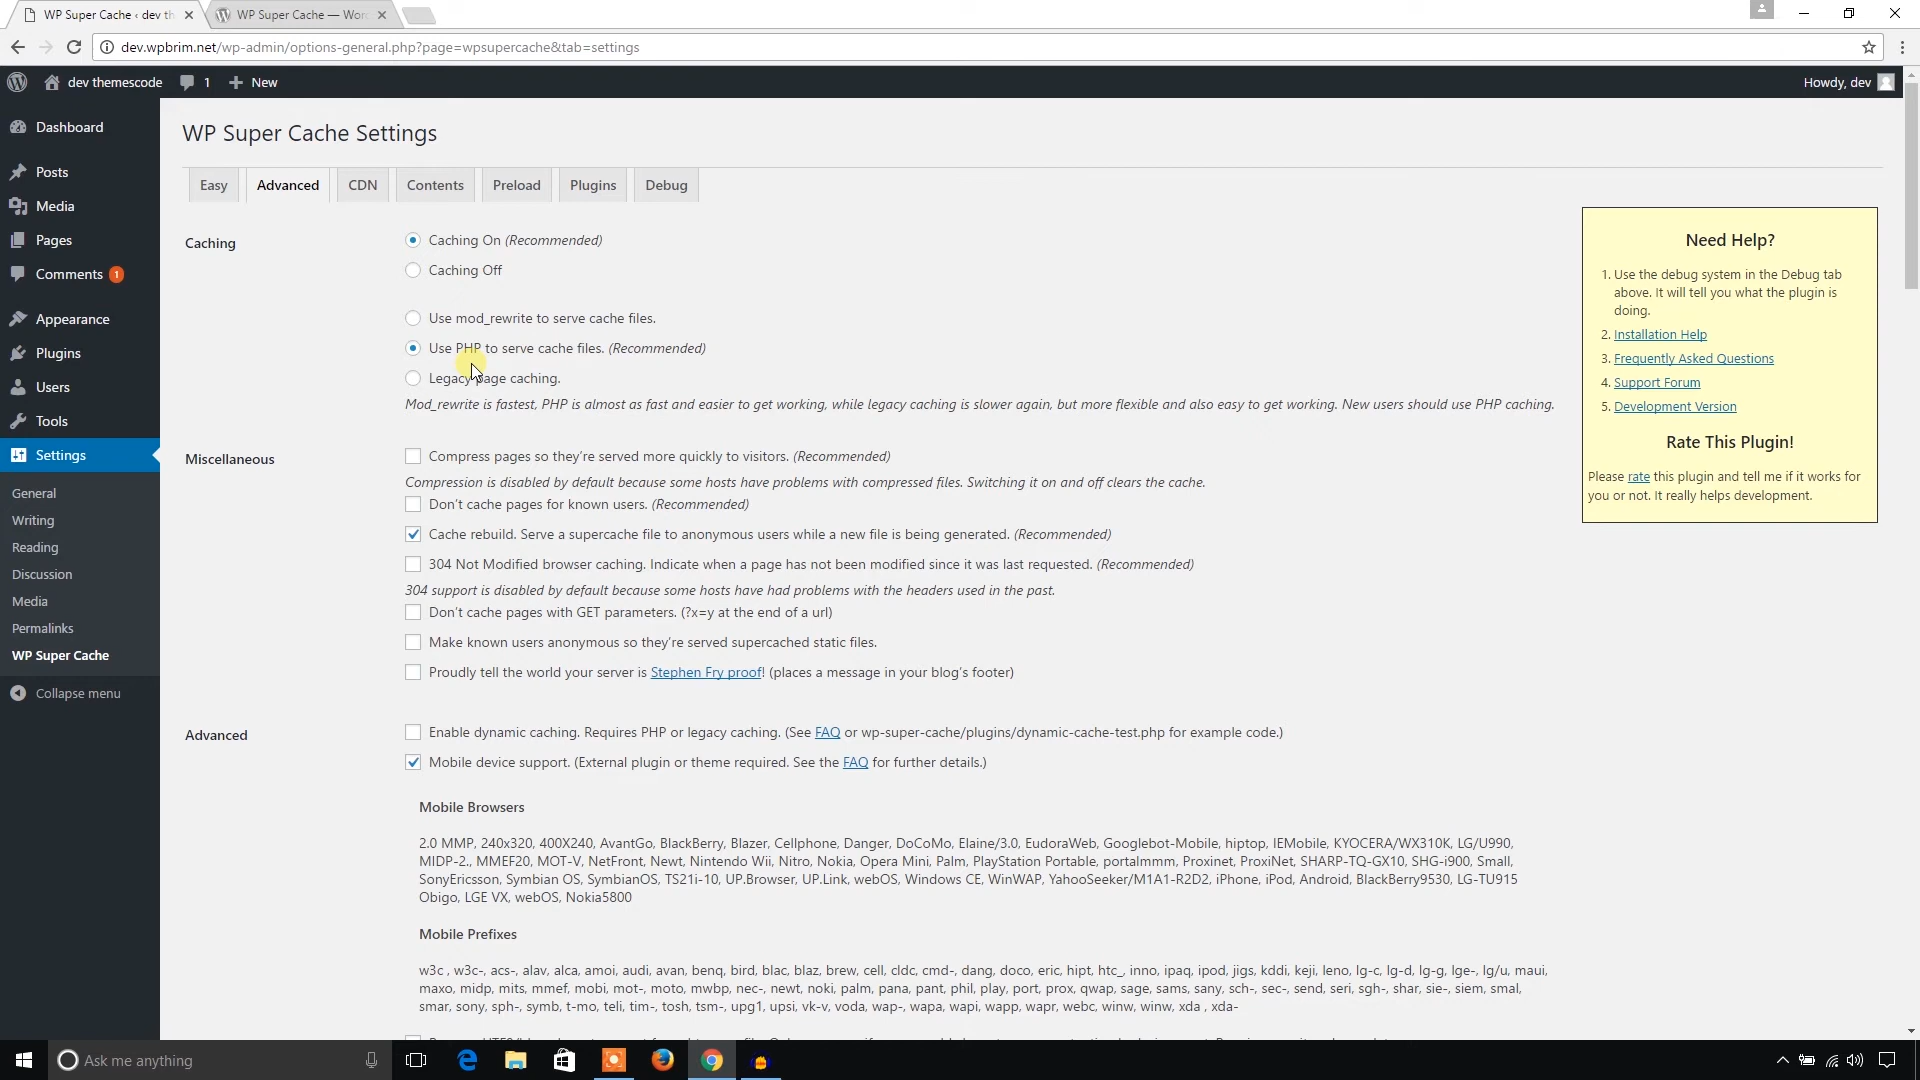 WP Super Cache ‹ dev th
WP Super Cache — Wor
dev.wpbrim.net/wp-admin/options-general.php?page=wpsupercache&tab=settings
dev themescode
1
New
Howdy, dev
Dashboard
Posts
Media
Pages
Comments 1
Appearance
Plugins
Users
Tools
Settings
General
Writing
Reading
Discussion
Media
Permalinks
WP Super Cache
Collapse menu
WP Super Cache Settings
Easy
Advanced
CDN
Contents
Preload
Plugins
Debug
Caching
Caching On (Recommended)
Caching Off
Use mod_rewrite to serve cache files.
Use PHP to serve cache files. (Recommended)
Legacy page caching.
Mod_rewrite is fastest, PHP is almost as fast and easier to get working, while legacy caching is slower again, but more flexible and also easy to get working. New users should use PHP caching.
Miscellaneous
Compress pages so they’re served more quickly to visitors. (Recommended)
Compression is disabled by default because some hosts have problems with compressed files. Switching it on and off clears the cache.
Don’t cache pages for known users. (Recommended)
Cache rebuild. Serve a supercache file to anonymous users while a new file is being generated. (Recommended)
304 Not Modified browser caching. Indicate when a page has not been modified since it was last requested. (Recommended)
304 support is disabled by default because some hosts have had problems with the headers used in the past.
Don’t cache pages with GET parameters. (?x=y at the end of a url)
Make known users anonymous so they’re served supercached static files.
Proudly tell the world your server is Stephen Fry proof! (places a message in your blog’s footer)
Advanced
Enable dynamic caching. Requires PHP or legacy caching. (See FAQ or wp-super-cache/plugins/dynamic-cache-test.php for example code.)
Mobile device support. (External plugin or theme required. See the FAQ for further details.)
Mobile Browsers
2.0 MMP, 240x320, 400X240, AvantGo, BlackBerry, Blazer, Cellphone, Danger, DoCoMo, Elaine/3.0, EudoraWeb, Googlebot-Mobile, hiptop, IEMobile, KYOCERA/WX310K, LG/U990,
MIDP-2., MMEF20, MOT-V, NetFront, Newt, Nintendo Wii, Nitro, Nokia, Opera Mini, Palm, PlayStation Portable, portalmmm, Proxinet, ProxiNet, SHARP-TQ-GX10, SHG-i900, Small,
SonyEricsson, Symbian OS, SymbianOS, TS21i-10, UP.Browser, UP.Link, webOS, Windows CE, WinWAP, YahooSeeker/M1A1-R2D2, iPhone, iPod, Android, BlackBerry9530, LG-TU915
Obigo, LGE VX, webOS, Nokia5800
Mobile Prefixes
w3c , w3c-, acs-, alav, alca, amoi, audi, avan, benq, bird, blac, blaz, brew, cell, cldc, cmd-, dang, doco, eric, hipt, htc_, inno, ipaq, ipod, jigs, kddi, keji, leno, lg-c, lg-d, lg-g, lge-, lg/u, maui,
maxo, midp, mits, mmef, mobi, mot-, moto, mwbp, nec-, newt, noki, palm, pana, pant, phil, play, port, prox, qwap, sage, sams, sany, sch-, sec-, send, seri, sgh-, shar, sie-, siem, smal,
smar, sony, sph-, symb, t-mo, teli, tim-, tosh, tsm-, upg1, upsi, vk-v, voda, wap-, wapa, wapi, wapp, wapr, webc, winw, winw, xda , xda-
Need Help?
1. Use the debug system in the Debug tab
above. It will tell you what the plugin is
doing.
2. Installation Help
3. Frequently Asked Questions
4. Support Forum
5. Development Version
Rate This Plugin!
Please rate this plugin and tell me if it works for
you or not. It really helps development.
Ask me anything